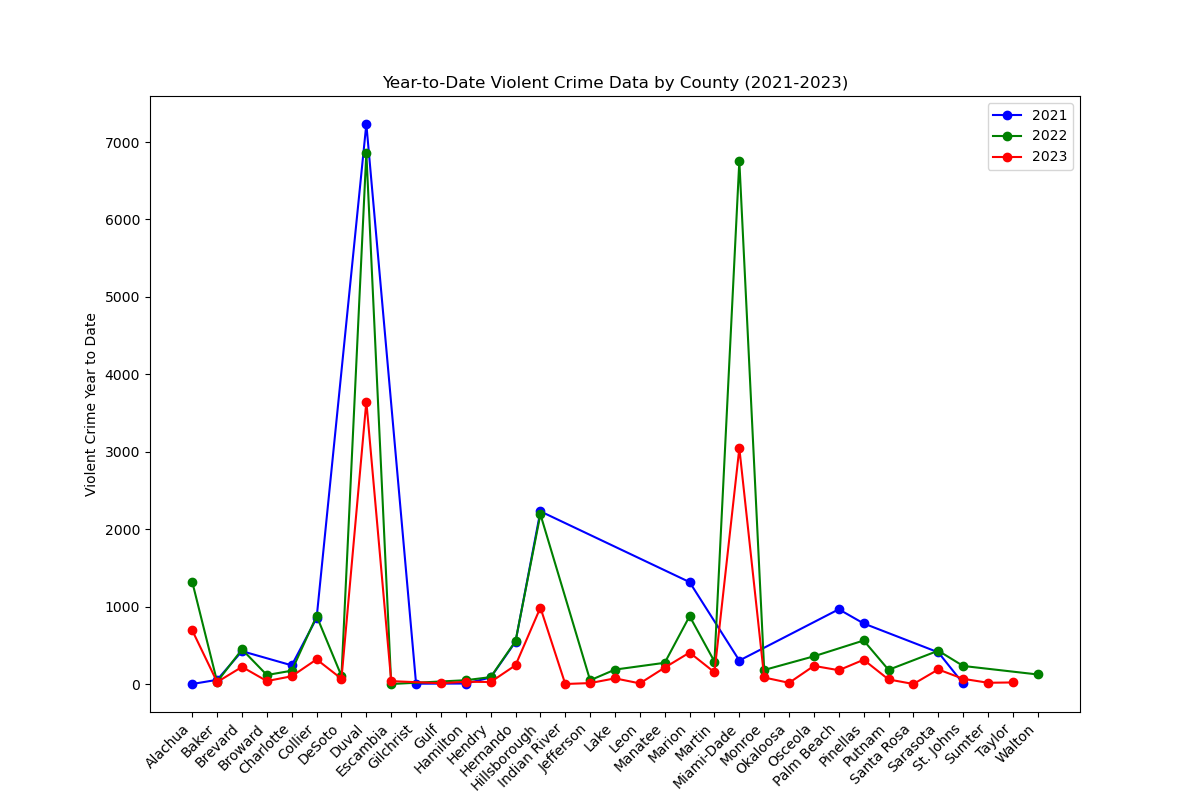 Year-to-Date Violent Crime Data by County (2021-2023)
2021
2022
2023
Violent Crime Year to Date
7000
6000
5000
4000
3000
2000
1000
0
Alachua
Baker
Brevard
Broward
Charlotte
Collier
DeSoto
Duval
Escambia
Gilchrist
Gulf
Hamilton
Hendry
Hernando
Hillsborough
Indian River
Jefferson
Lake
Leon
Manatee
Marion
Martin
Miami-Dade
Monroe
Okaloosa
Osceola
Palm Beach
Pinellas
Putnam
Santa Rosa
Sarasota
St. Johns
Sumter
Taylor
Walton